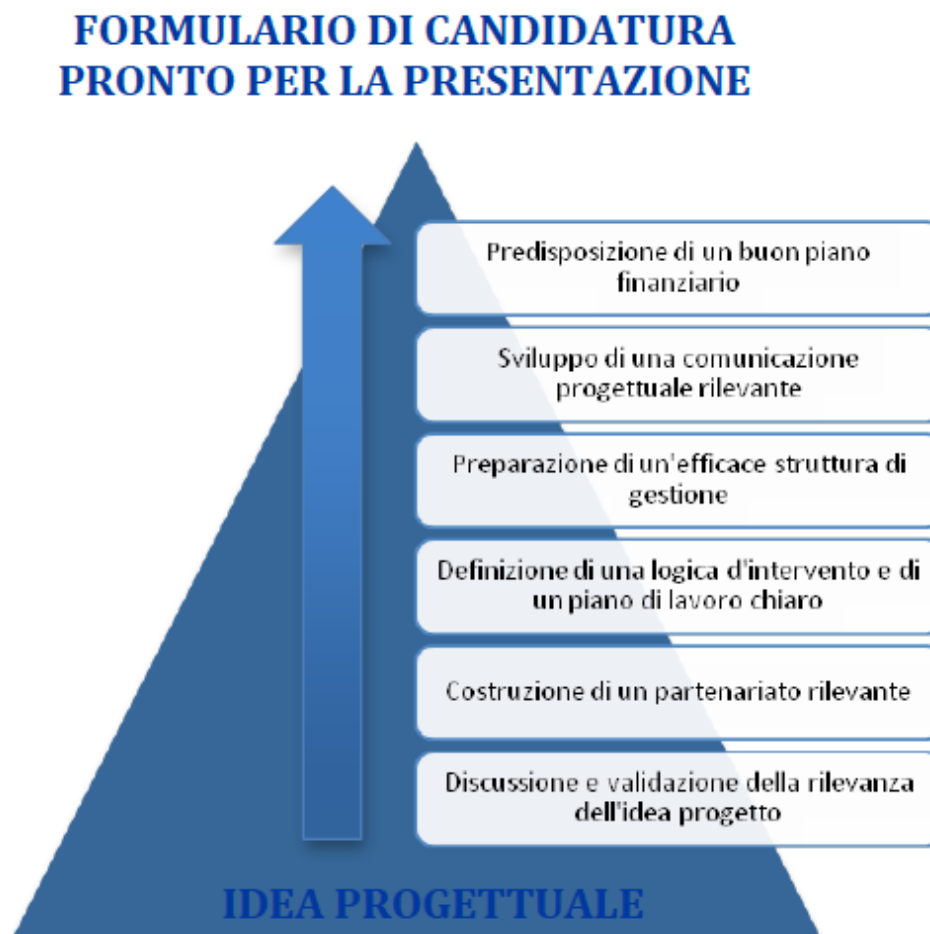 FORMULARIO DI CANDIDATURA
PRONTO PER LA PRESENTAZIONE
Predisposizione di un buon piano
finanziario
Sviluppo di una comunicazione
progettuale rilevante
Preparazione di un'efficace struttura di
gestione
Definizione di una logica d'intervento e di
un piano di lavoro chiaro
Costruzione di un partenariato rilevante
Discussione e validazione della rilevanza
dell'idea progetto
IDEA PROGETTUALE